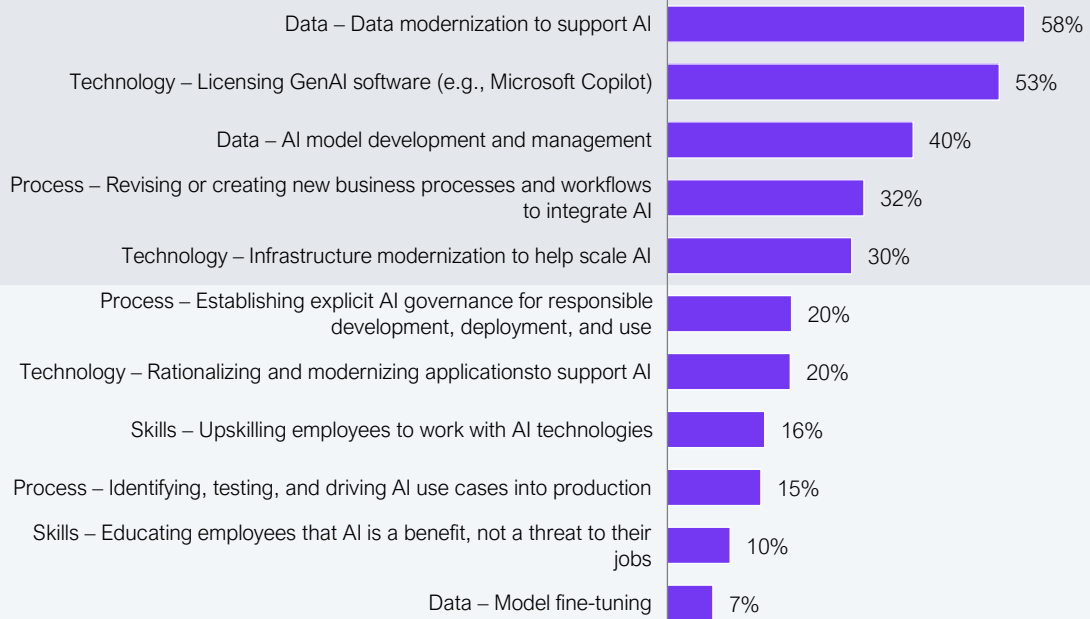 Data – Data modernization to support AI 58%
Technology – Licensing GenAI software (e.g., Microsoft Copilot) 53%
Data – AI model development and management 40%
Process – Revising or creating new business processes and workflows
to integrate AI 32%
Technology – Infrastructure modernization to help scale AI 30%
Process – Establishing explicit AI governance for responsible
development, deployment, and use 20%
Technology – Rationalizing and modernizing applicationsto support AI 20%
Skills – Upskilling employees to work with AI technologies 16%
Process – Identifying, testing, and driving AI use cases into production 15%
Skills – Educating employees that AI is a benefit, not a threat to their
jobs 10%
Data – Model fine-tuning 7%